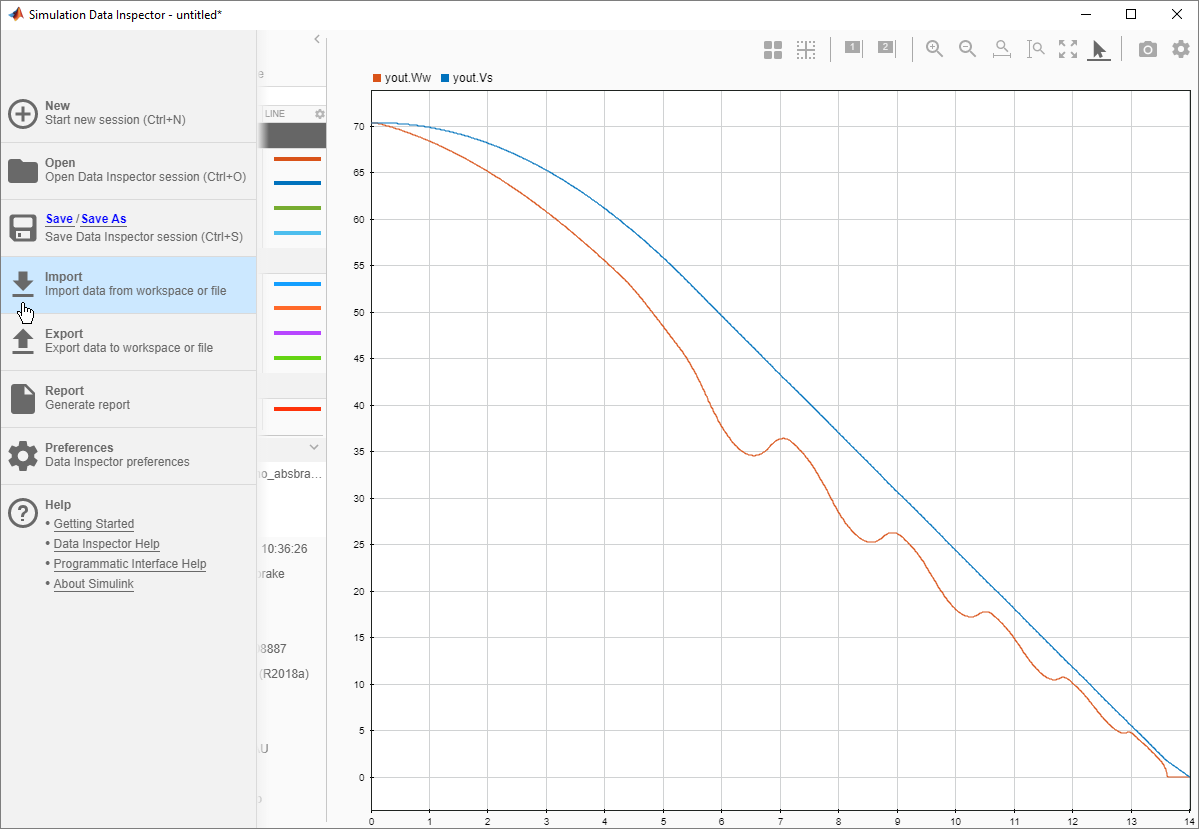 Simulation Data Inspector - untitled*
New
Start new session (Ctrl+N)
Open
Open Data Inspector session (Ctrl+O)
Save / Save As
Save Data Inspector session (Ctrl+S)
Import
Import data from workspace or file
Export
Export data to workspace or file
Report
Generate report
Preferences
Data Inspector preferences
Help
• Getting Started
• Data Inspector Help
• Programmatic Interface Help
• About Simulink
LINE
o_absbra...
10:36:26
brake
8887
(R2018a)
U
1
2
yout.Ww
yout.Vs
70
65
60
55
50
45
40
35
30
25
20
15
10
5
0
0 1 2 3 4 5 6 7 8 9 10 11 12 13 14